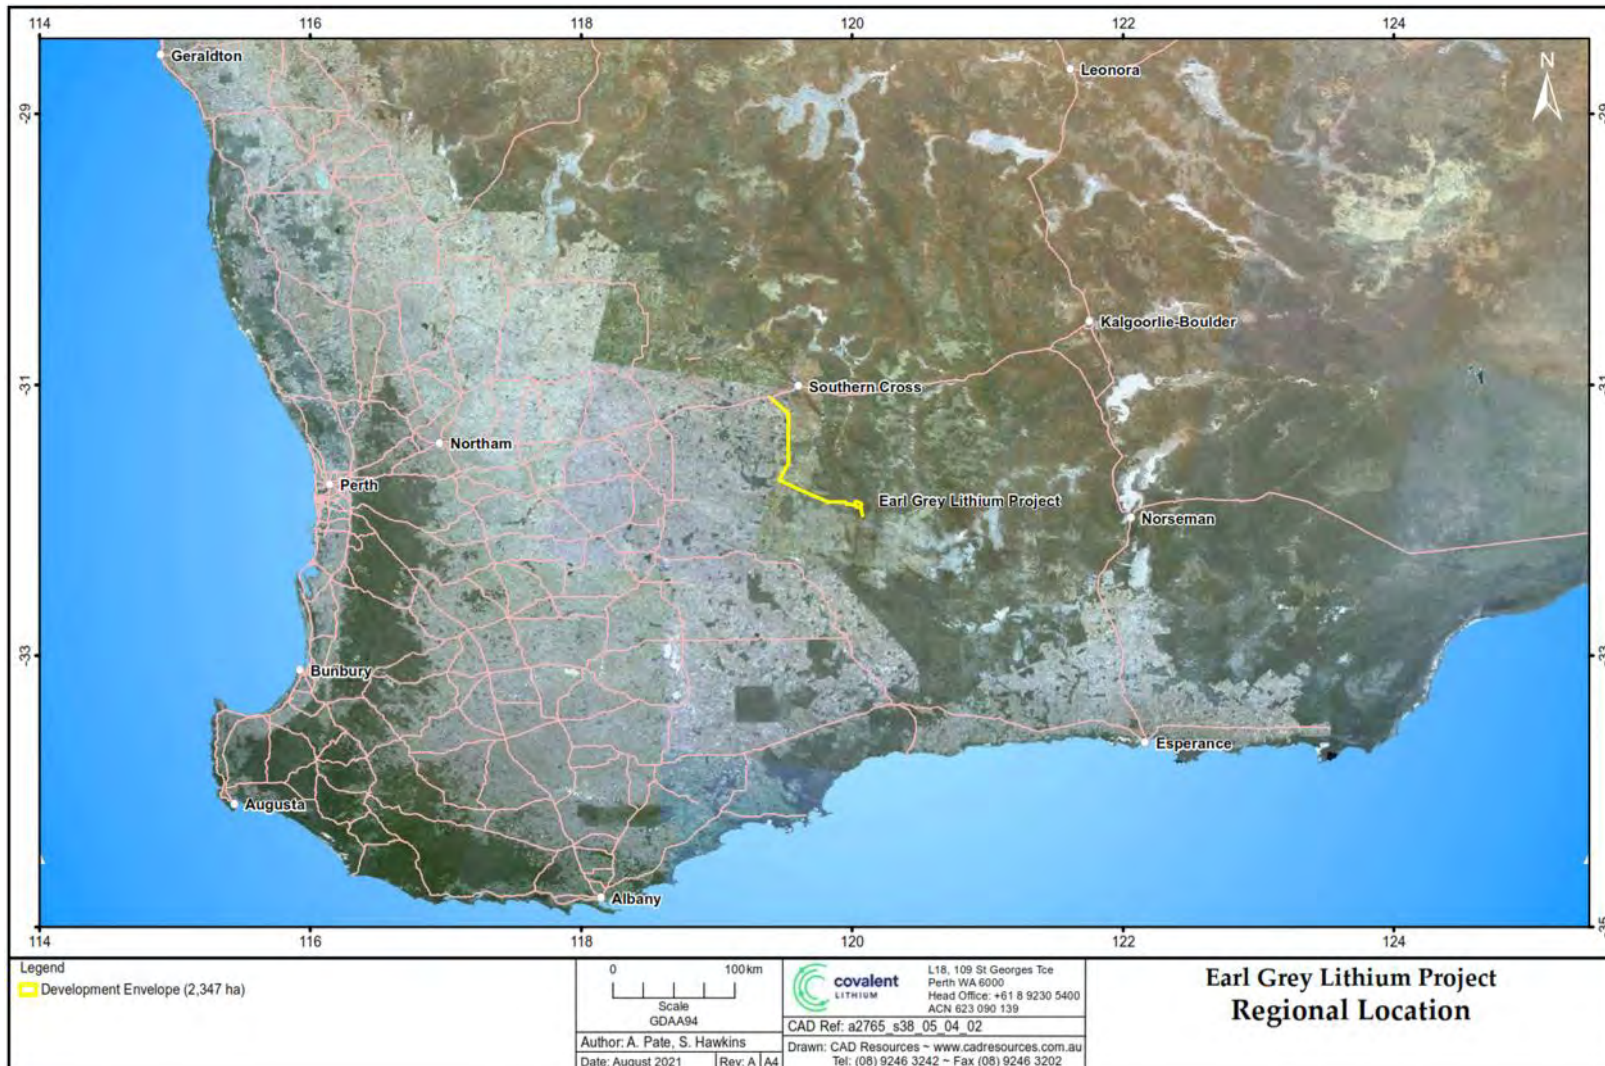 114 116 118 120 122 124
Geraldton
Leonora
N
-29 -29
Kalgoorlie-Boulder
-31 -31
Southern Cross
Northam
Perth
Earl Grey Lithium Project
Norseman
-33 -33
Bunbury
Esperance
Augusta
Albany
-35
114 116 118 120 122 124
Legend
Development Envelope (2,347 ha)
0 100km
Scale
GDAA94
Author: A. Pate, S. Hawkins
Date: August 2021 Rev: A A4
covalent
LITHIUM
L18, 109 St Georges Tce
Perth WA 6000
Head Office: +61 8 9230 5400
ACN 623 090 139
CAD Ref: a2765_s38_05_04_02
Drawn: CAD Resources ~ www.cadresources.com.au
Tel: (08) 9246 3242 ~ Fax (08) 9246 3202
Earl Grey Lithium Project
Regional Location